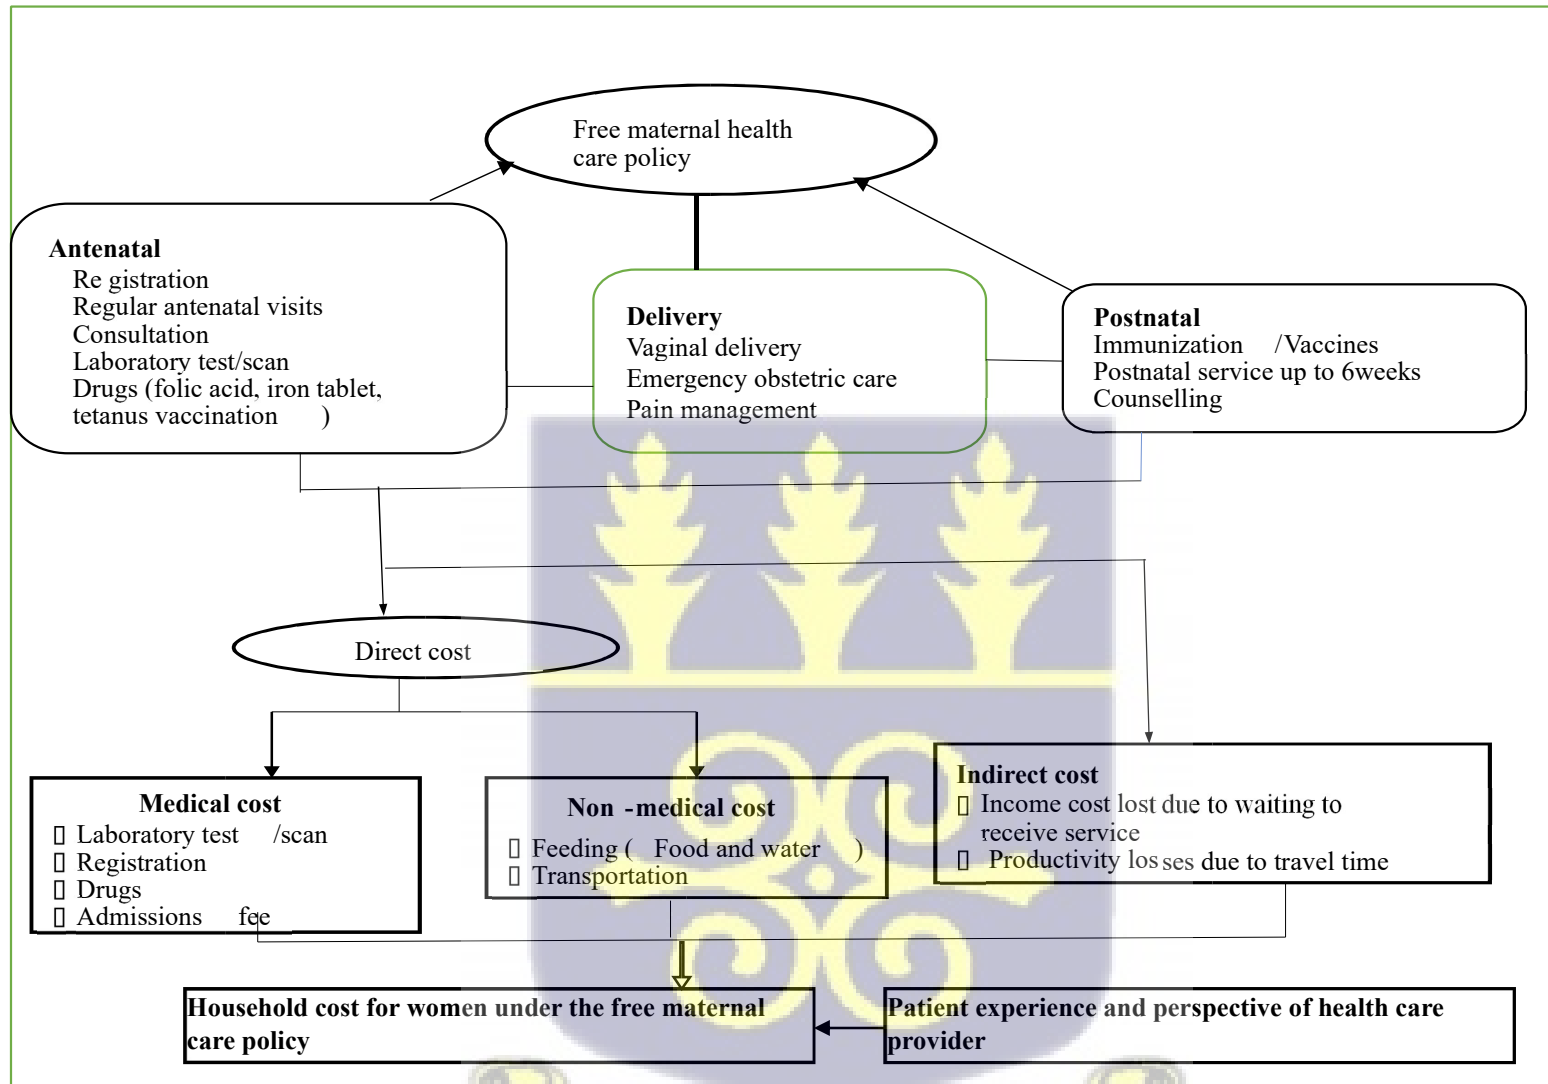 Free maternal health
care policy
Antenatal
Re gistration
Regular antenatal visits
Consultation
Laboratory test/scan
Drugs (folic acid, iron tablet,
tetanus vaccination )
Delivery
Vaginal delivery
Emergency obstetric care
Pain management
Postnatal
Immunization /Vaccines
Postnatal service up to 6weeks
Counselling
Direct cost
Medical cost
▯ Laboratory test /scan
▯ Registration
▯ Drugs
▯ Admissions fee
Non -medical cost
▯ Feeding ( Food and water )
▯ Transportation
Indirect cost
▯ Income cost lost due to waiting to
receive service
▯ Productivity los ses due to travel time
Household cost for women under the free maternal
care policy
Patient experience and perspective of health care
provider